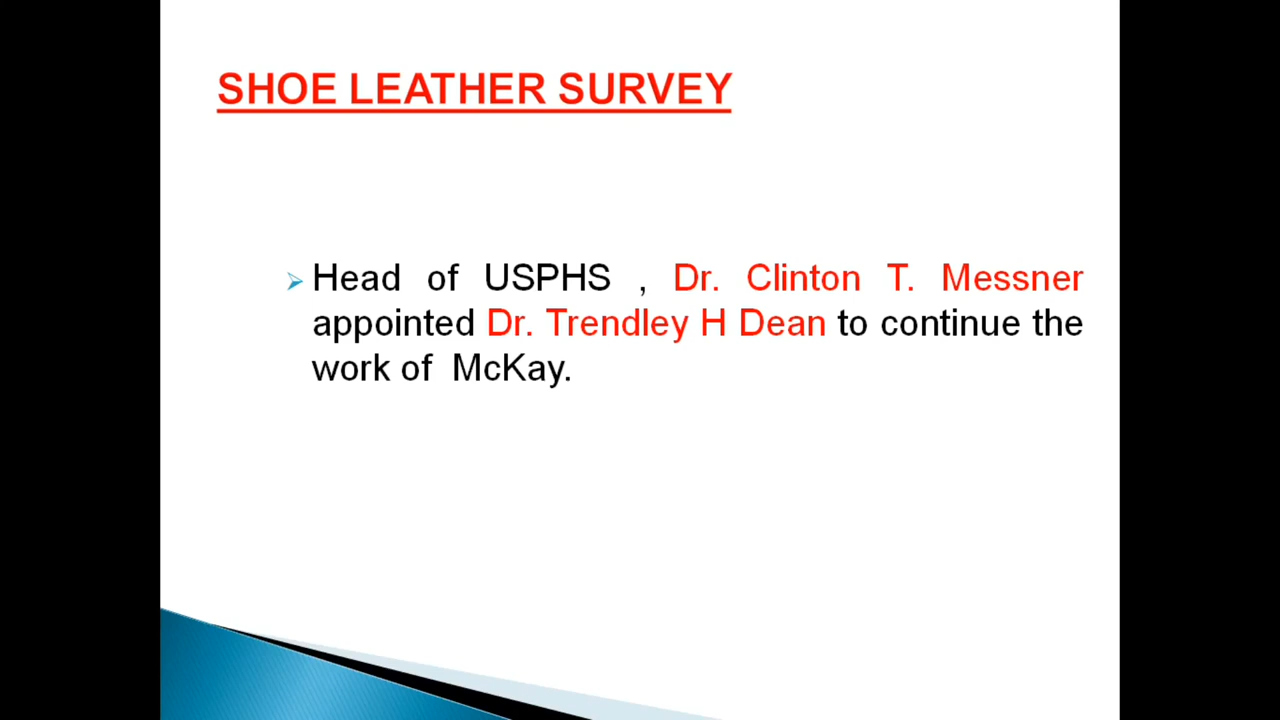 SHOE LEATHER SURVEY
Head of USPHS , Dr. Clinton T. Messner
appointed Dr. Trendley H Dean to continue the
work of McKay.